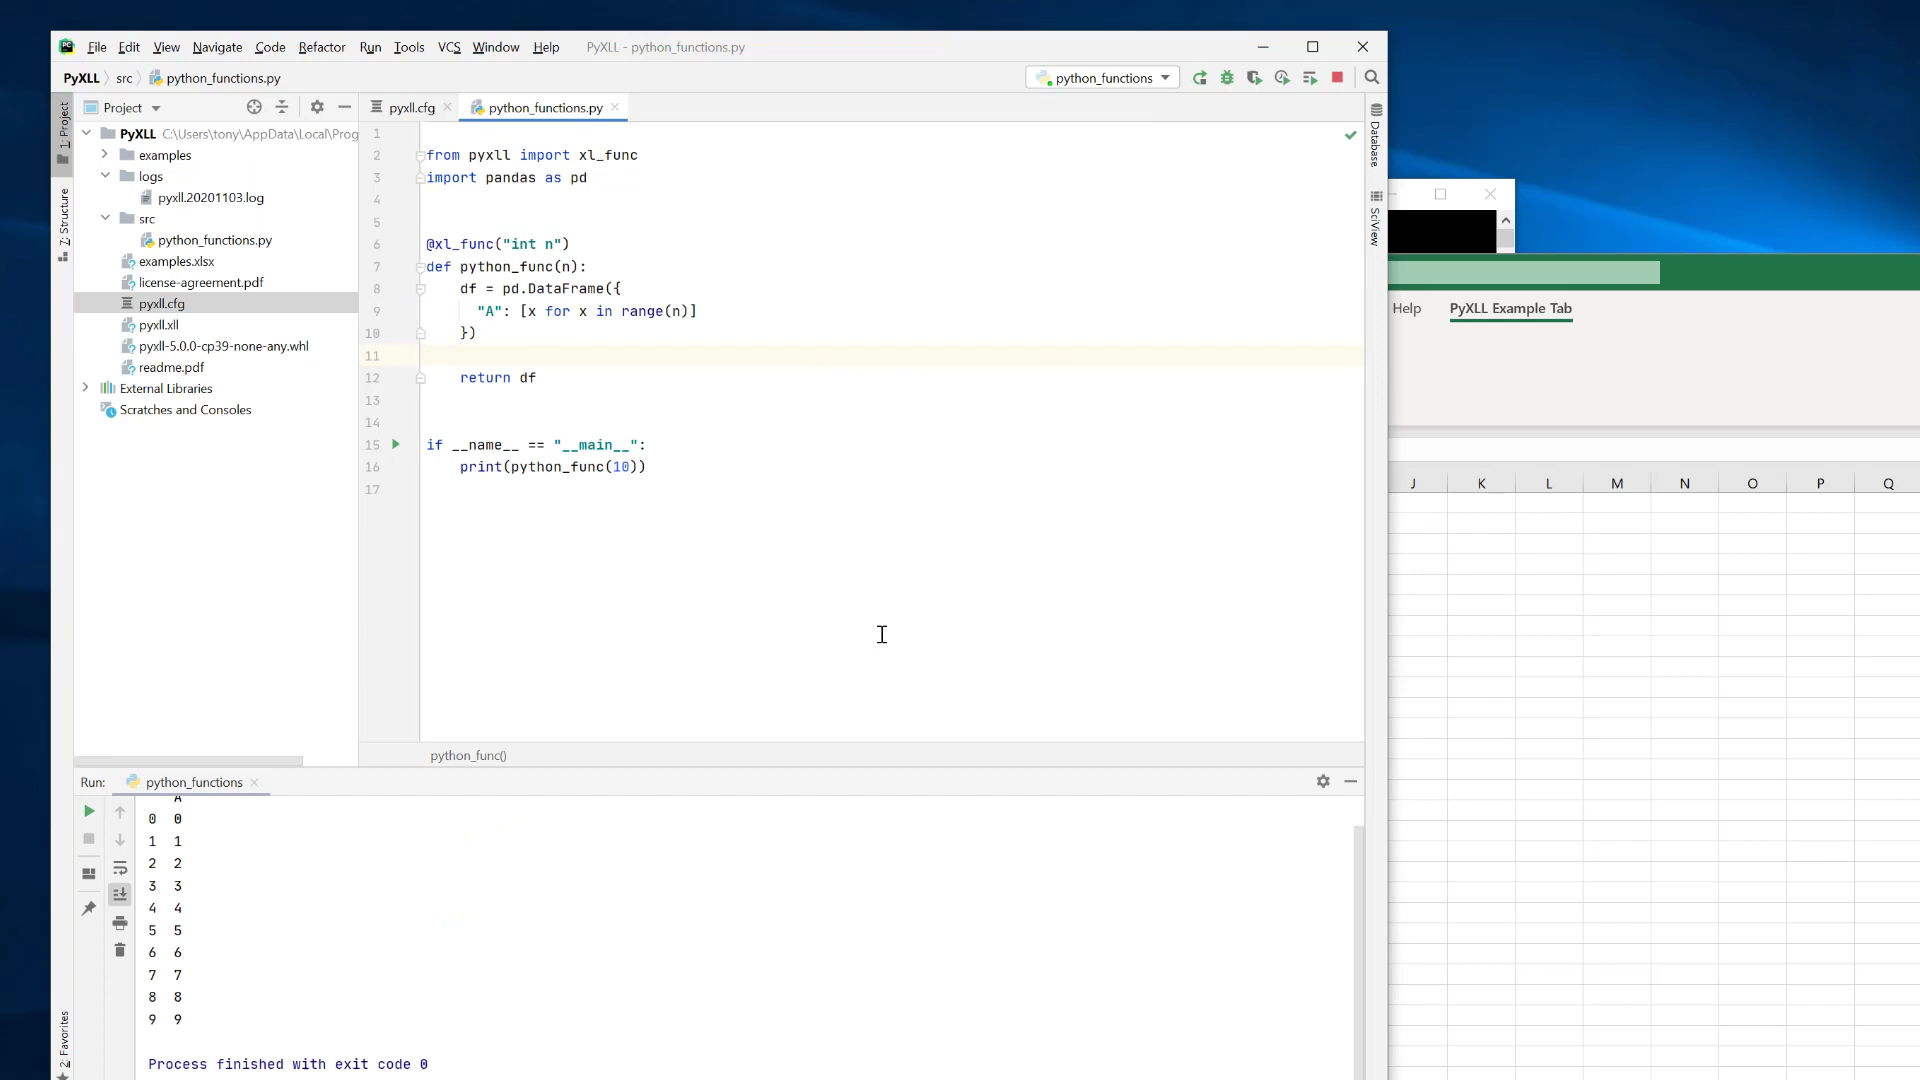 File Edit View Navigate Code Refactor Run Tools VCS Window Help PyXLL - python_functions.py
PyXLL src python_functions.py python_functions
Project pyxll.cfg python_functions.py
PyXLL C:\Users\tony\AppData\Local\Prog
examples
logs
pyxll.20201103.log
src
python_functions.py
examples.xlsx
license-agreement.pdf
pyxll.cfg
pyxll.xll
pyxll-5.0.0-cp39-none-any.whl
readme.pdf
External Libraries
Scratches and Consoles
1: Project
7: Structure
2: Favorites
1
2 from pyxll import xl_func
3 import pandas as pd
4
5
6 @xl_func("int n")
7 def python_func(n):
8 df = pd.DataFrame({
9 "A": [x for x in range(n)]
10 })
11
12 return df
13
14
15 if __name__ == "__main__":
16 print(python_func(10))
17
python_func()
Database
SciView
Help PyXLL Example Tab
J K L M N O P Q
Run: python_functions
A
0 0
1 1
2 2
3 3
4 4
5 5
6 6
7 7
8 8
9 9
Process finished with exit code 0